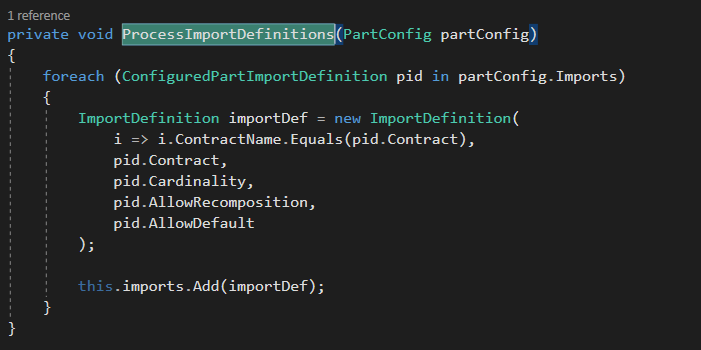 1 reference
private void ProcessImportDefinitions(PartConfig partConfig)
{
    foreach (ConfiguredPartImportDefinition pid in partConfig.Imports)
    {
        ImportDefinition importDef = new ImportDefinition(
            i => i.ContractName.Equals(pid.Contract),
            pid.Contract,
            pid.Cardinality,
            pid.AllowRecomposition,
            pid.AllowDefault
        );
        this.imports.Add(importDef);
    }
}